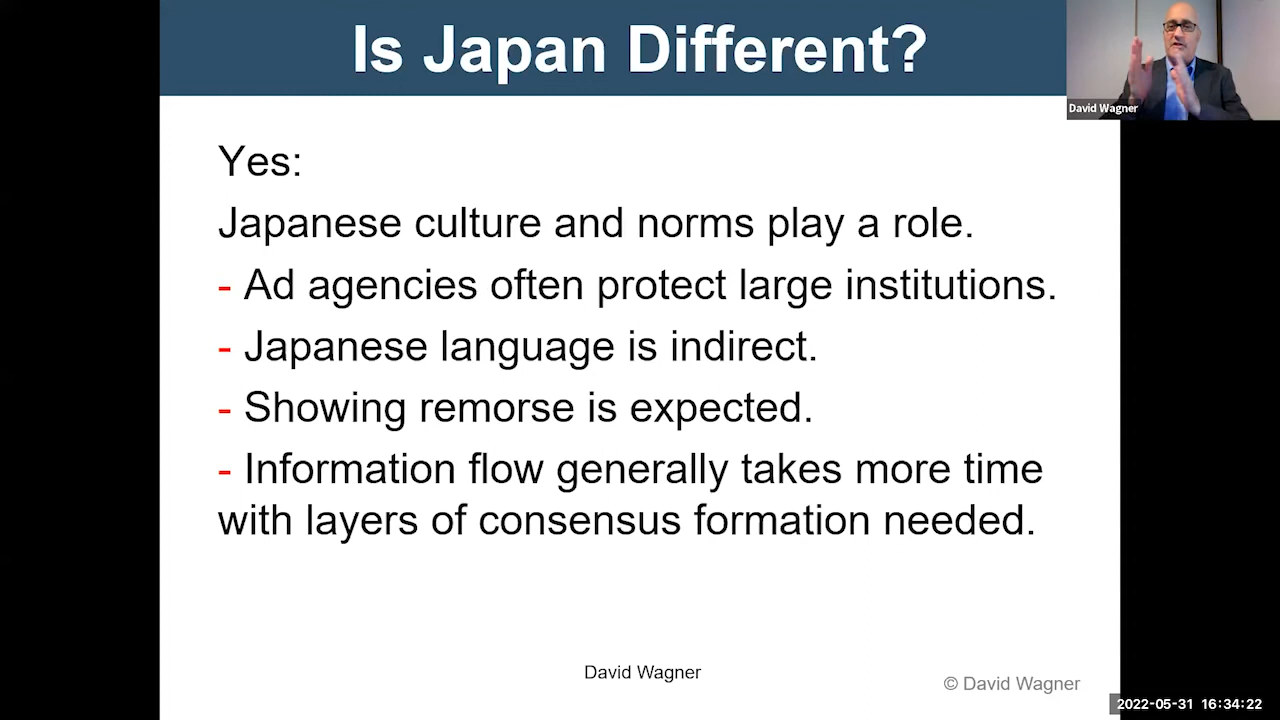 Is Japan Different?
David Wagner
Yes:
Japanese culture and norms play a role.
- Ad agencies often protect large institutions.
- Japanese language is indirect.
- Showing remorse is expected.
- Information flow generally takes more time
with layers of consensus formation needed.
David Wagner
© David Wagner
2022-05-31 16:34:22